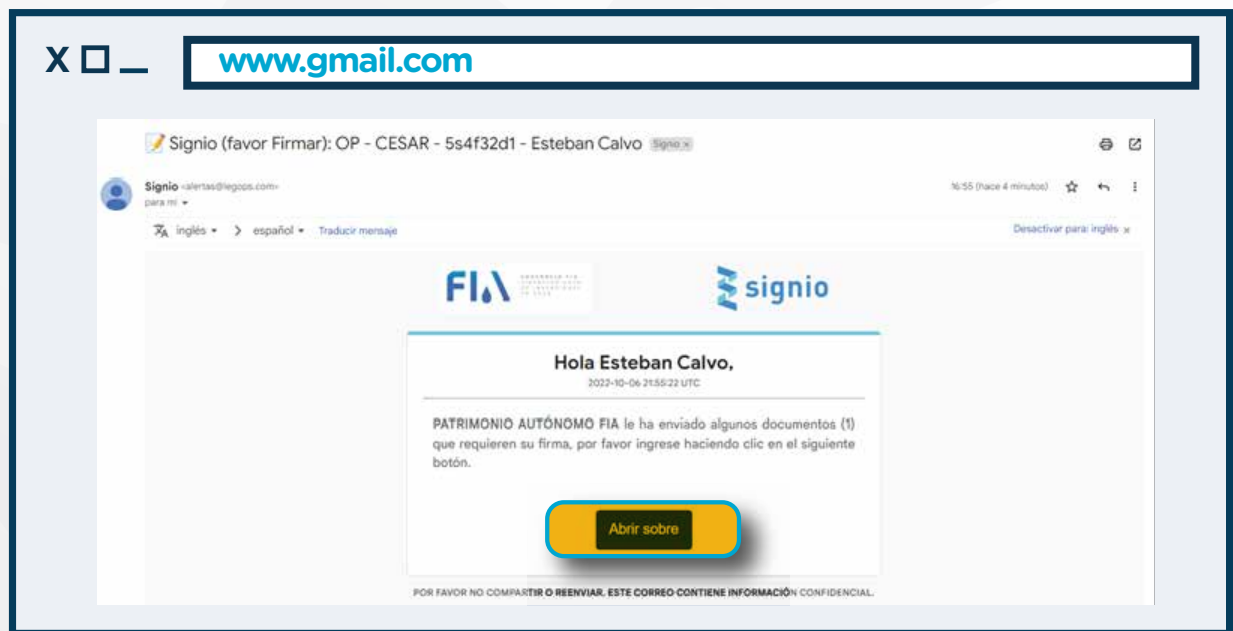 www.gmail.com
Signio (favor Firmar): OP - CESAR - 5s4f32d1 - Esteban Calvo Signio x
Signio <alertas@legops.com> 16:55 (hace 4 minutos)
para mí
inglés > español Traducir mensaje Desactivar para: inglés x
FIA signio
Hola Esteban Calvo,
2022-10-06 21:55:22 UTC
PATRIMONIO AUTÓNOMO FIA le ha enviado algunos documentos (1)
que requieren su firma, por favor ingrese haciendo clic en el siguiente
botón.
Abrir sobre
POR FAVOR NO COMPARTIR O REENVIAR. ESTE CORREO CONTIENE INFORMACIÓN CONFIDENCIAL.